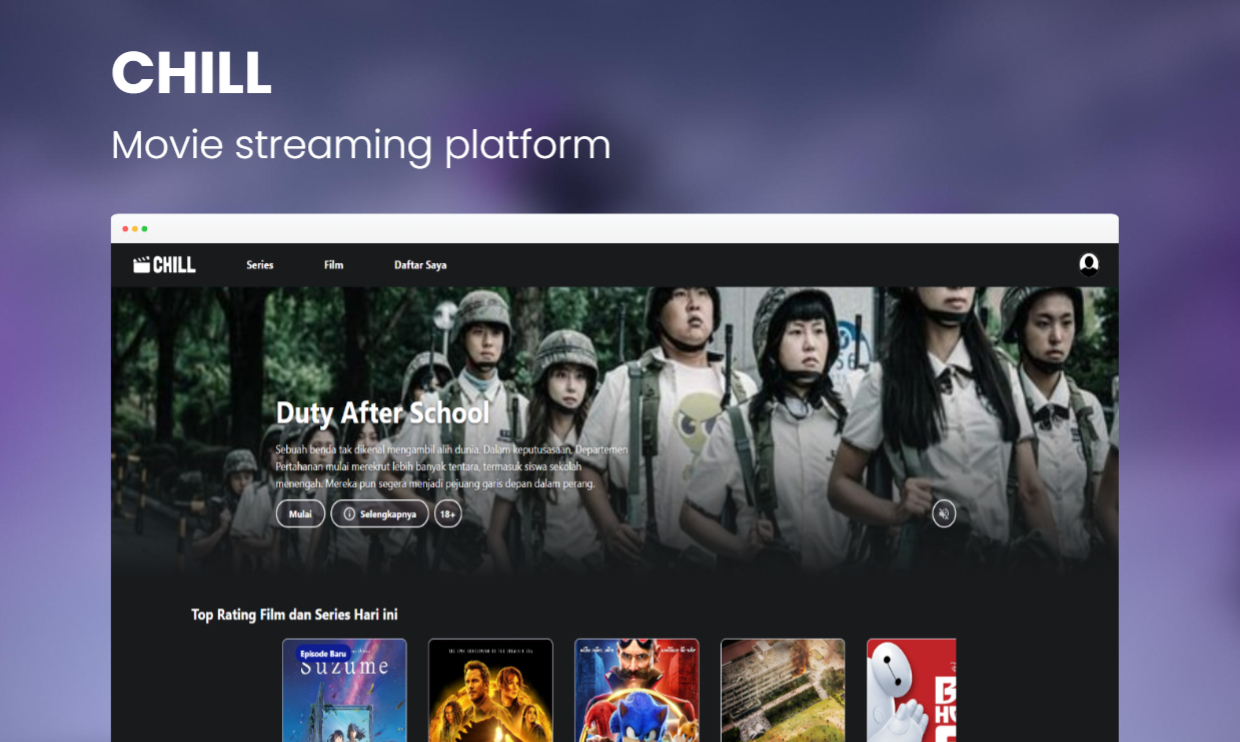 CHILL
Movie streaming platform
CHILL Series Film Daftar Saya
Duty After School
Sebuah benda tak dikenal mengambil alih dunia. Dalam keputusasaan, Departemen
Pertahanan mulai merekrut lebih banyak tentara, termasuk siswa sekolah
menengah. Mereka pun segera menjadi pejuang garis depan dalam perang.
Mulai Selengkapnya 18+
Top Rating Film dan Series Hari ini
Episode Baru
Suzume